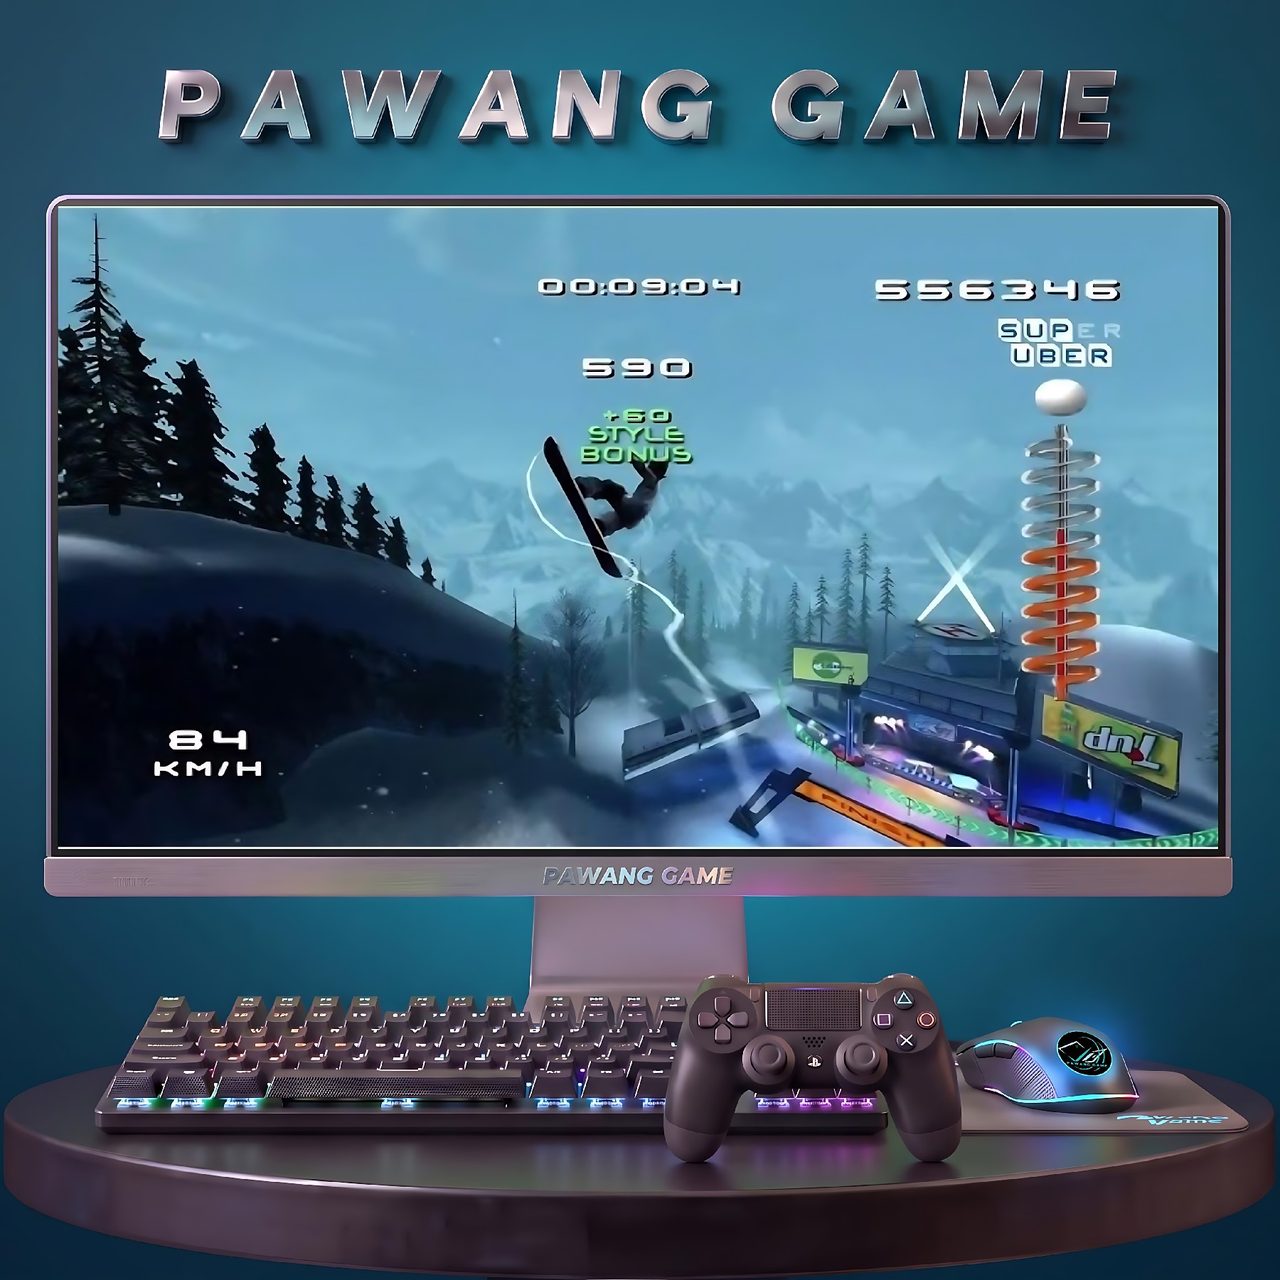 PAWANG GAME
00:09:04
556346
SUPER
UBER
590
+60
STYLE
BONUS
84
KM/H
7up
FINISH
PAWANG GAME